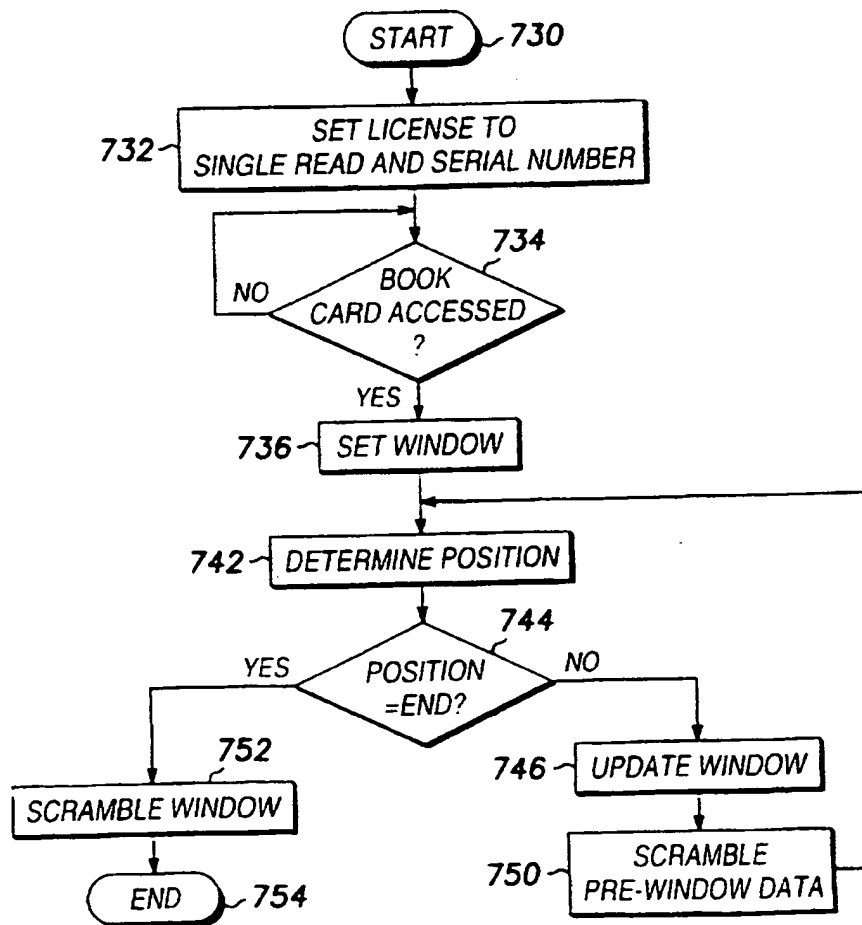 START
730
732
SET LICENSE TO
SINGLE READ AND SERIAL NUMBER
734
BOOK
CARD ACCESSED
?
NO
YES
736
SET WINDOW
742
DETERMINE POSITION
744
POSITION
=END?
YES
NO
752
SCRAMBLE WINDOW
746
UPDATE WINDOW
750
SCRAMBLE
PRE-WINDOW DATA
END
754